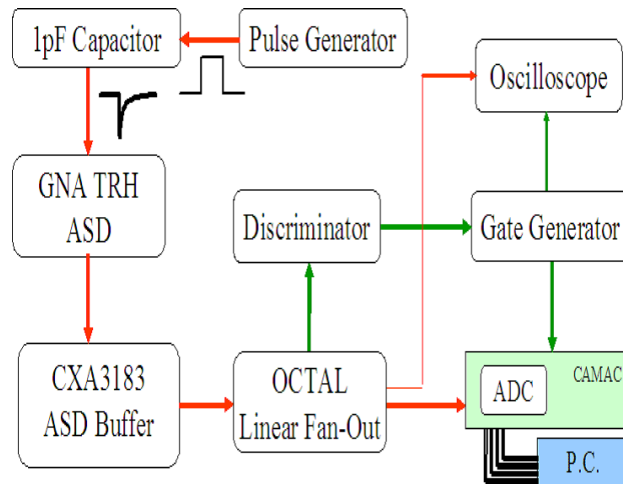 1pF Capacitor
Pulse Generator
Oscilloscope
GNA TRH
ASD
Discriminator
Gate Generator
CXA3183
ASD Buffer
OCTAL
Linear Fan-Out
CAMAC
ADC
P.C.